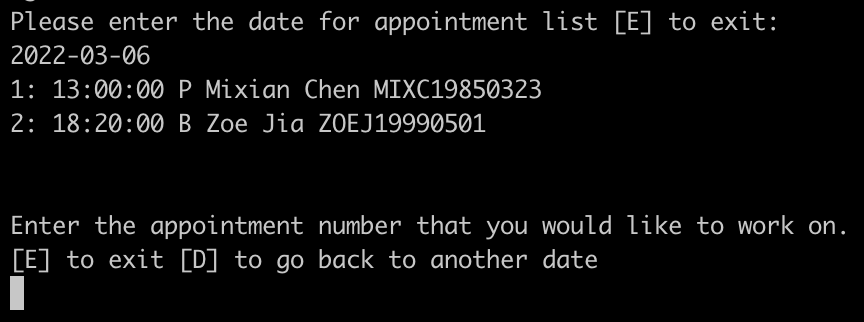 Please enter the date for appointment list [E] to exit:
2022-03-06
1: 13:00:00 P Mixian Chen MIXC19850323
2: 18:20:00 B Zoe Jia ZOEJ19990501
Enter the appointment number that you would like to work on.
[E] to exit [D] to go back to another date